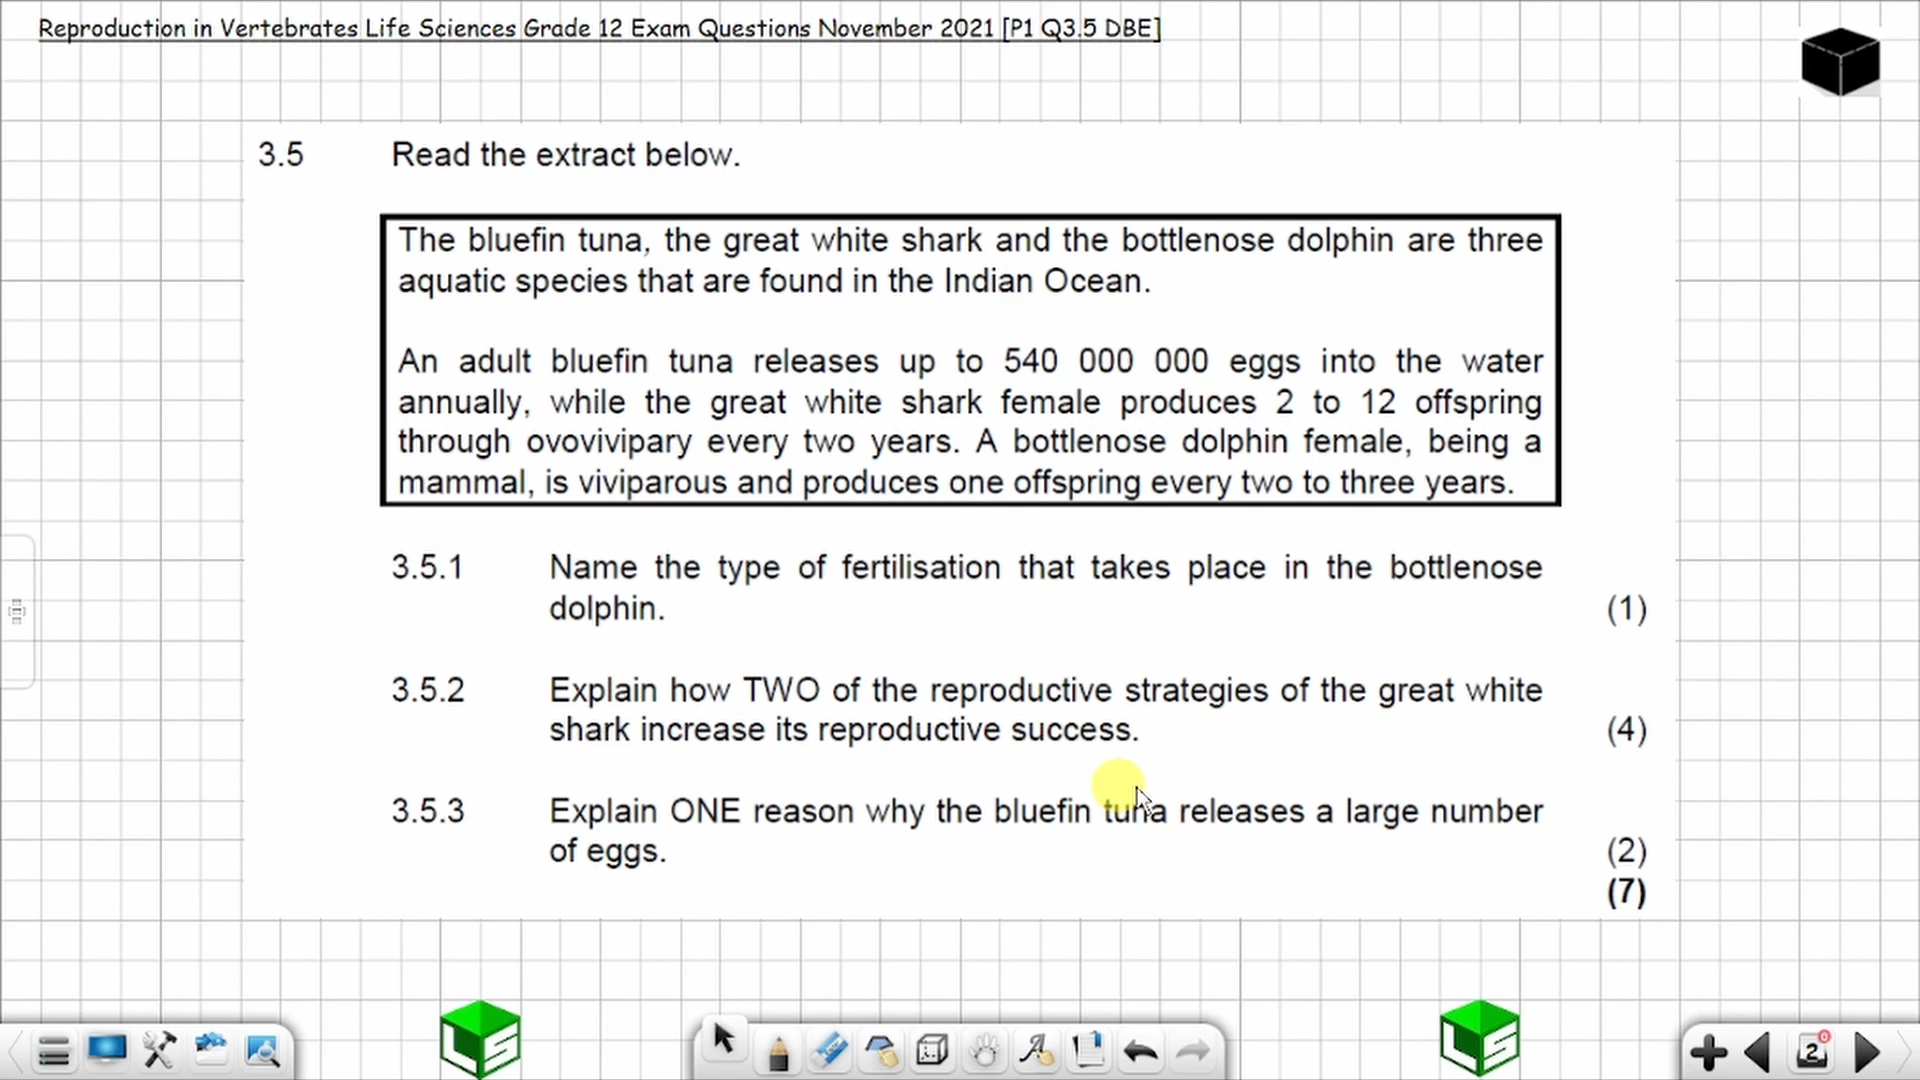 Reproduction in Vertebrates Life Sciences Grade 12 Exam Questions November 2021 [P1 Q3.5 DBE]
3.5 Read the extract below.
The bluefin tuna, the great white shark and the bottlenose dolphin are three
aquatic species that are found in the Indian Ocean.
An adult bluefin tuna releases up to 540 000 000 eggs into the water
annually, while the great white shark female produces 2 to 12 offspring
through ovovivipary every two years. A bottlenose dolphin female, being a
mammal, is viviparous and produces one offspring every two to three years.
3.5.1 Name the type of fertilisation that takes place in the bottlenose
dolphin. (1)
3.5.2 Explain how TWO of the reproductive strategies of the great white
shark increase its reproductive success. (4)
3.5.3 Explain ONE reason why the bluefin tuna releases a large number
of eggs. (2)
(7)
LS
LS
2
0